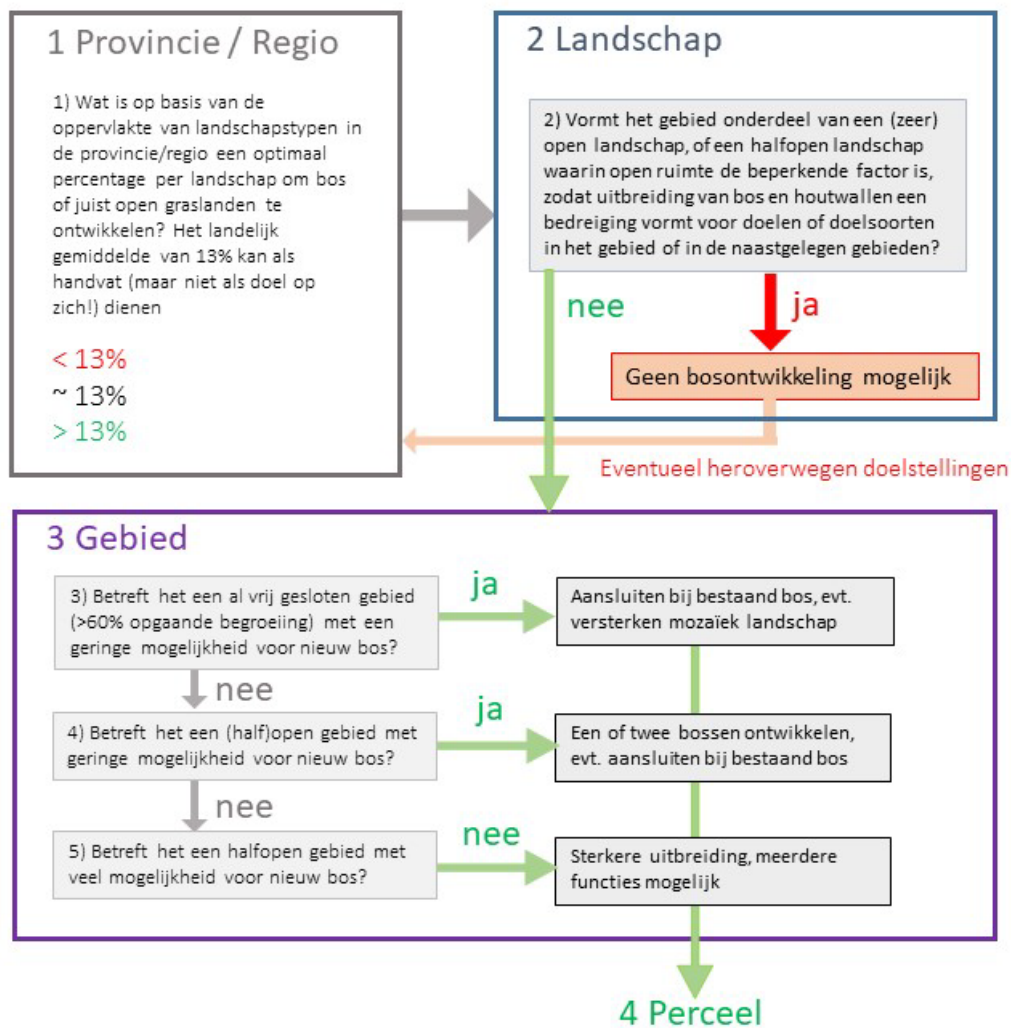 1 Provincie / Regio
1) Wat is op basis van de
oppervlakte van landschapstypen in
de provincie/regio een optimaal
percentage per landschap om bos
of juist open graslanden te
ontwikkelen? Het landelijk
gemiddelde van 13% kan als
handvat (maar niet als doel op
zich!) dienen
< 13%
~ 13%
> 13%
2 Landschap
2) Vormt het gebied onderdeel van een (zeer)
open landschap, of een halfopen landschap
waarin open ruimte de beperkende factor is,
zodat uitbreiding van bos en houtwallen een
bedreiging vormt voor doelen of doelsoorten
in het gebied of in de naastgelegen gebieden?
nee
ja
Geen bosontwikkeling mogelijk
Eventueel heroverwegen doelstellingen
3 Gebied
3) Betreft het een al vrij gesloten gebied
(>60% opgaande begroeiing) met een
geringe mogelijkheid voor nieuw bos?
ja
Aansluiten bij bestaand bos, evt.
versterken mozaïek landschap
nee
4) Betreft het een (half)open gebied met
geringe mogelijkheid voor nieuw bos?
ja
Een of twee bossen ontwikkelen,
evt. aansluiten bij bestaand bos
nee
5) Betreft het een halfopen gebied met
veel mogelijkheid voor nieuw bos?
nee
Sterkere uitbreiding, meerdere
functies mogelijk
4 Perceel